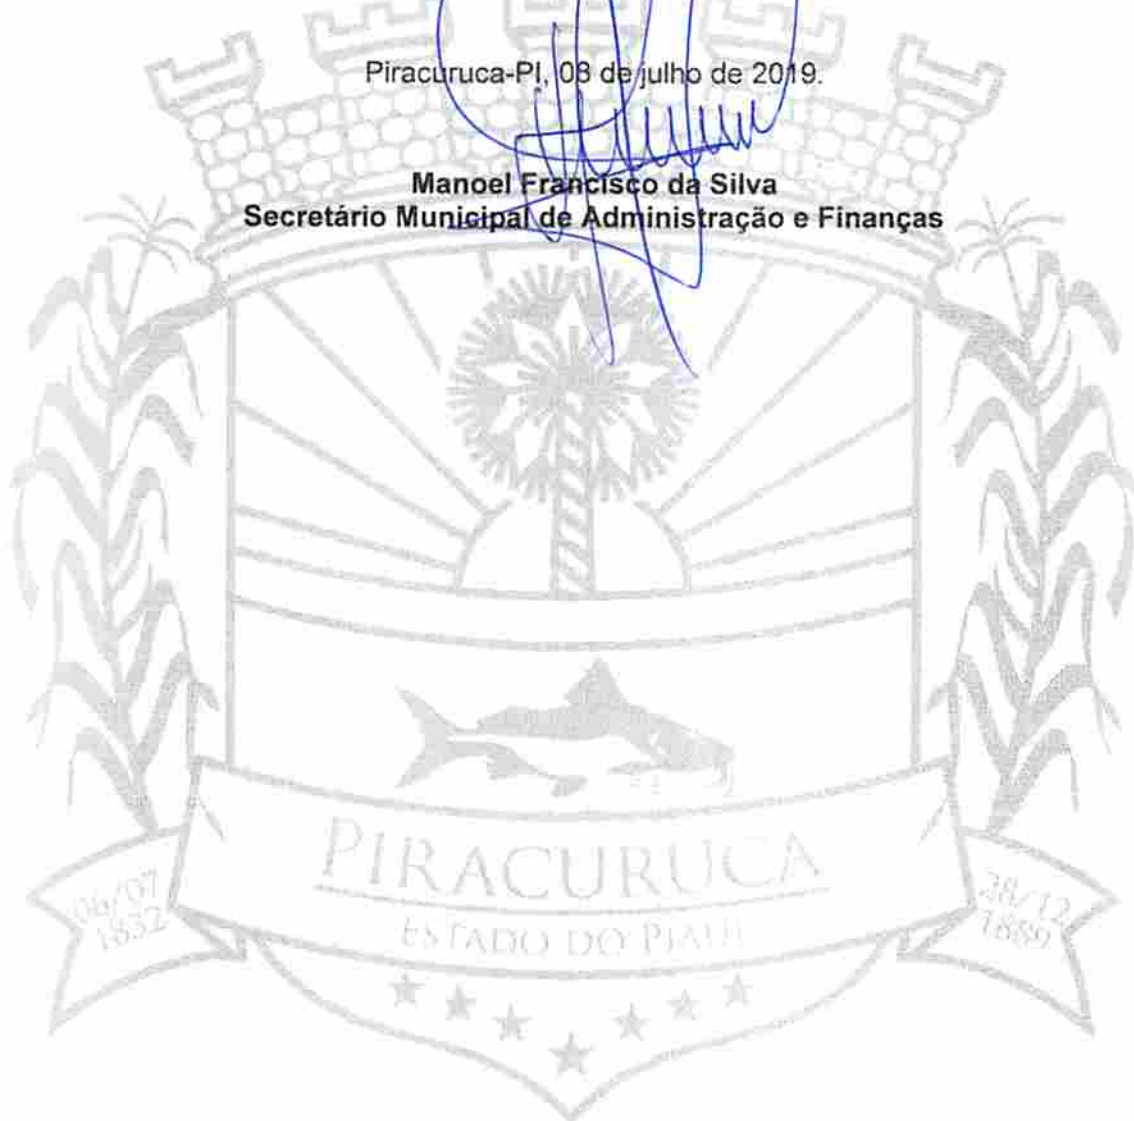 Piracuruca-PI, 08 de julho de 2019.
Manoel Francisco da Silva
Secretário Municipal de Administração e Finanças
PIRACURUCA
ESTADO DO PIAUÍ
06/07
1832
28/12
1889